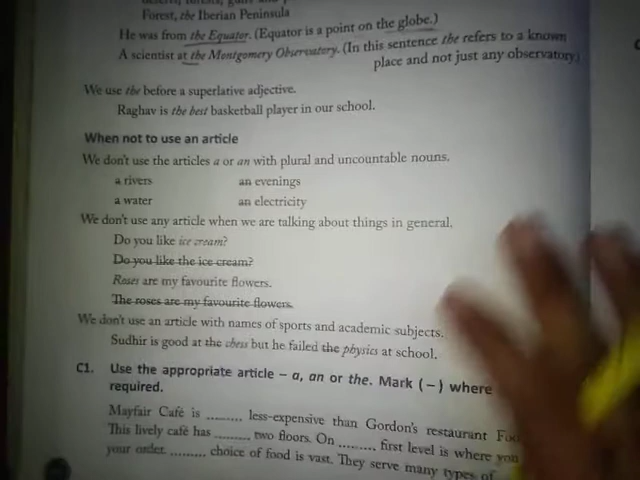 Forest, the Iberian Peninsula
He was from the Equator. (Equator is a point on the globe.)
A scientist at the Montgomery Observatory. (In this sentence the refers to a known
place and not just any observatory.)
We use the before a superlative adjective.
Raghav is the best basketball player in our school.
When not to use an article
We don't use the articles a or an with plural and uncountable nouns.
a rivers an evenings
a water an electricity
We don't use any article when we are talking about things in general.
Do you like ice cream?
Do you like the ice cream?
Roses are my favourite flowers.
The roses are my favourite flowers.
We don't use an article with names of sports and academic subjects.
Sudhir is good at the chess but he failed the physics at school.
C1. Use the appropriate article – a, an or the. Mark (–) where
required.
Mayfair Café is ......... less-expensive than Gordon's restaurant
This lively café has ......... two floors. On ......... first level is where you
your order. ......... choice of food is vast. They serve many types of